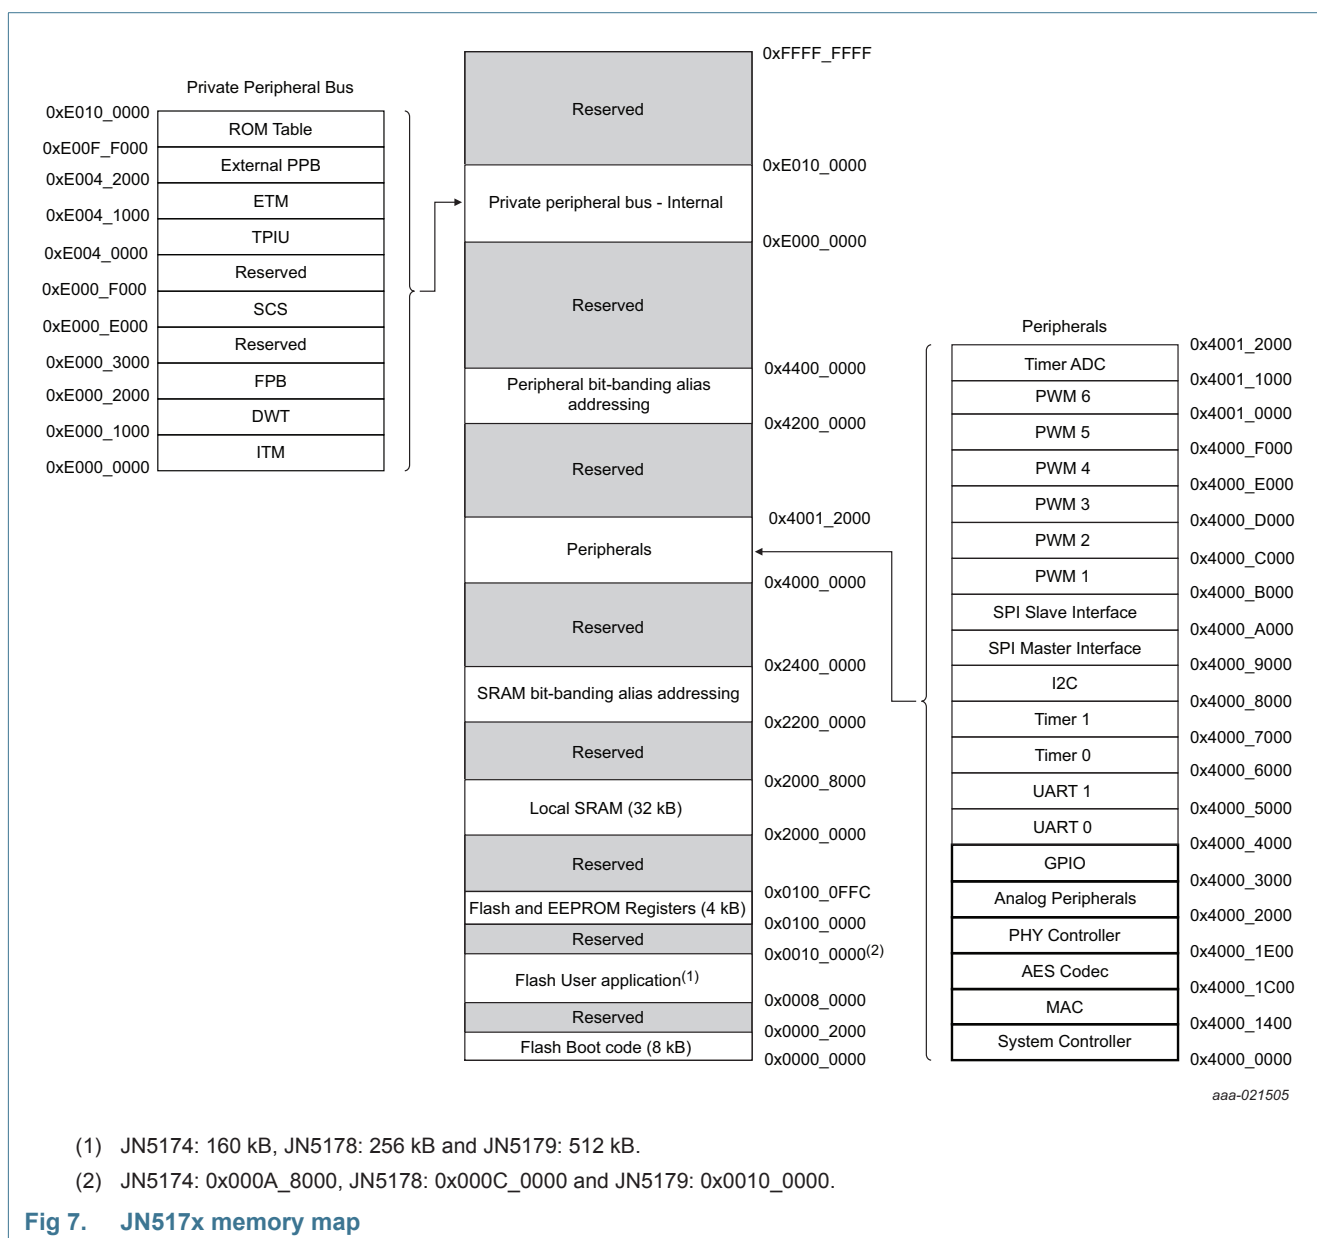 Private Peripheral Bus
0xE010_0000
ROM Table
0xE00F_F000
External PPB
0xE004_2000
ETM
0xE004_1000
TPIU
0xE004_0000
Reserved
0xE000_F000
SCS
0xE000_E000
Reserved
0xE000_3000
FPB
0xE000_2000
DWT
0xE000_1000
ITM
0xE000_0000
0xFFFF_FFFF
Reserved
0xE010_0000
Private peripheral bus - Internal
0xE000_0000
Reserved
0x4400_0000
Peripheral bit-banding alias
addressing
0x4200_0000
Reserved
0x4001_2000
Peripherals
0x4000_0000
Reserved
0x2400_0000
SRAM bit-banding alias addressing
0x2200_0000
Reserved
0x2000_8000
Local SRAM (32 kB)
0x2000_0000
Reserved
0x0100_0FFC
Flash and EEPROM Registers (4 kB)
0x0100_0000
Reserved
0x0010_0000(2)
Flash User application(1)
0x0008_0000
Reserved
0x0000_2000
Flash Boot code (8 kB)
0x0000_0000
Peripherals
0x4001_2000
Timer ADC
0x4001_1000
PWM 6
0x4001_0000
PWM 5
0x4000_F000
PWM 4
0x4000_E000
PWM 3
0x4000_D000
PWM 2
0x4000_C000
PWM 1
0x4000_B000
SPI Slave Interface
0x4000_A000
SPI Master Interface
0x4000_9000
I2C
0x4000_8000
Timer 1
0x4000_7000
Timer 0
0x4000_6000
UART 1
0x4000_5000
UART 0
0x4000_4000
GPIO
0x4000_3000
Analog Peripherals
0x4000_2000
PHY Controller
0x4000_1E00
AES Codec
0x4000_1C00
MAC
0x4000_1400
System Controller
0x4000_0000
aaa-021505
(1) JN5174: 160 kB, JN5178: 256 kB and JN5179: 512 kB.
(2) JN5174: 0x000A_8000, JN5178: 0x000C_0000 and JN5179: 0x0010_0000.
Fig 7. JN517x memory map